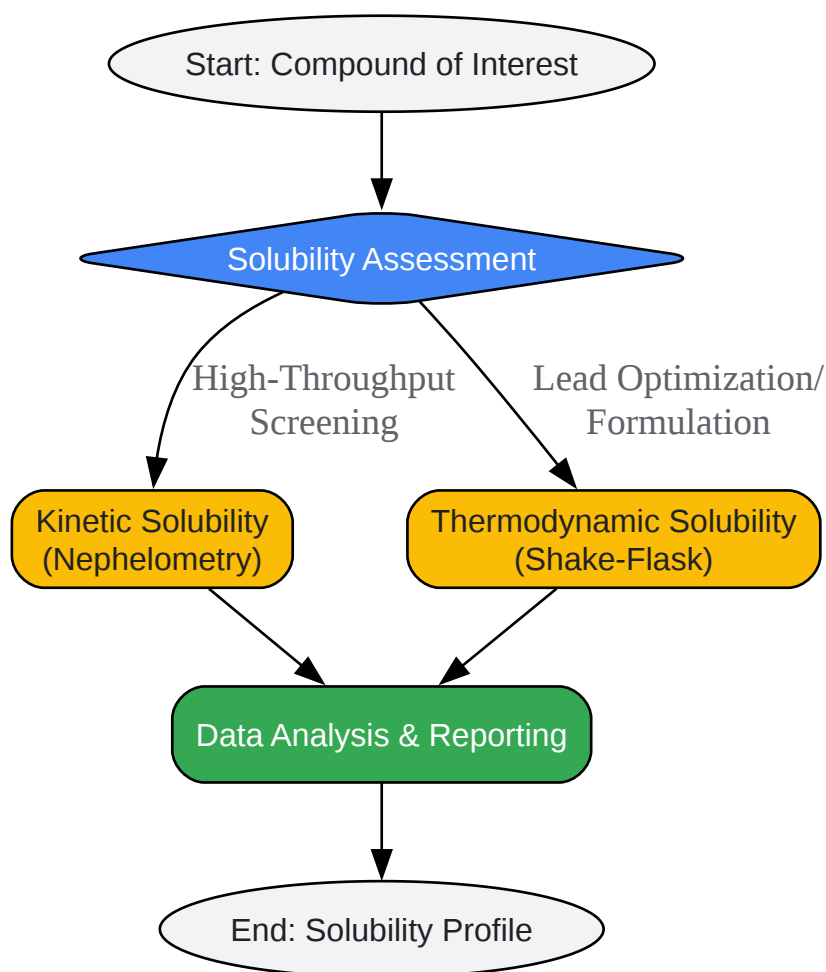 Start: Compound of Interest
Solubility Assessment
High-Throughput
Screening
Lead Optimization/
Formulation
Kinetic Solubility
(Nephelometry)
Thermodynamic Solubility
(Shake-Flask)
Data Analysis & Reporting
End: Solubility Profile